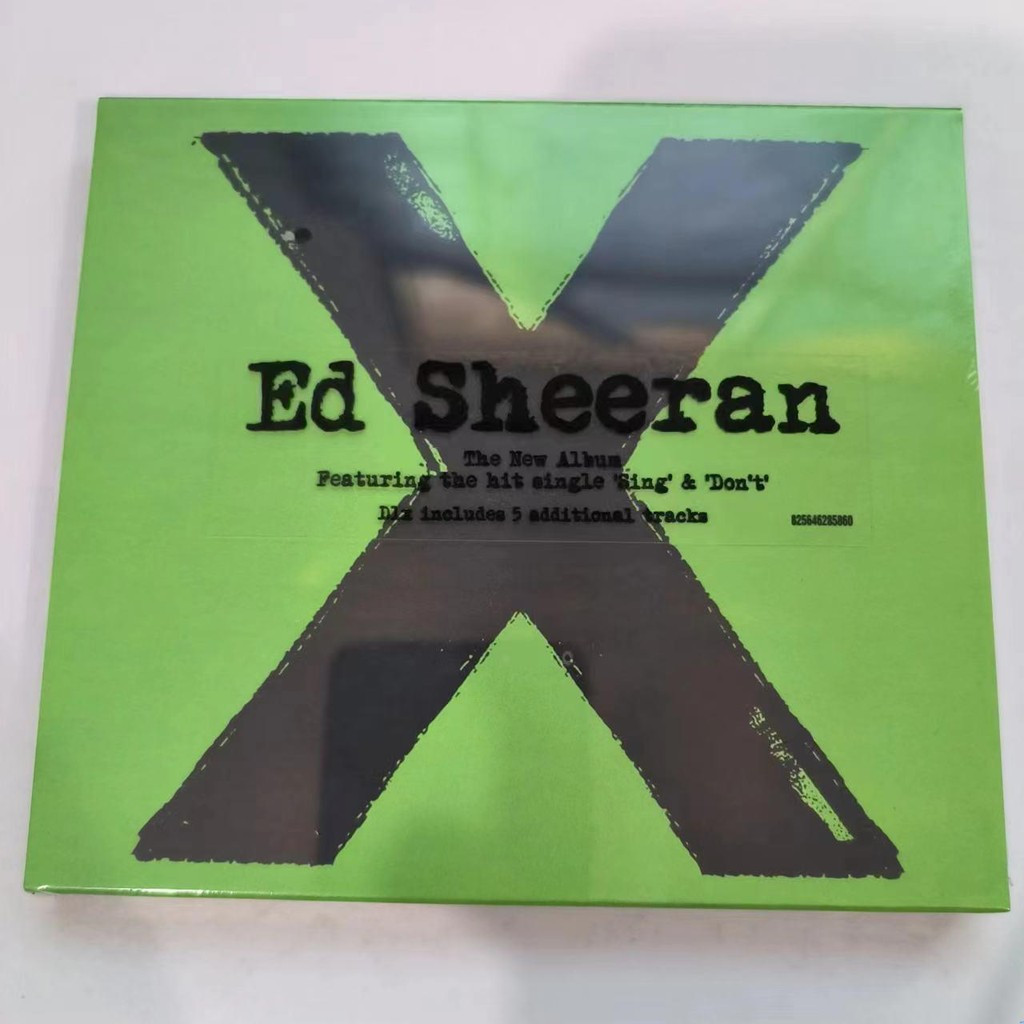 X
Ed Sheeran
The New Album
Featuring the hit single 'Sing' & 'Don't'
Dlx includes 5 additional tracks
825646285860